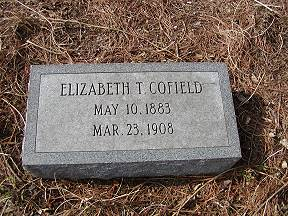 ELIZABETH T. COFIELD
MAY 10, 1883
MAR. 23, 1908